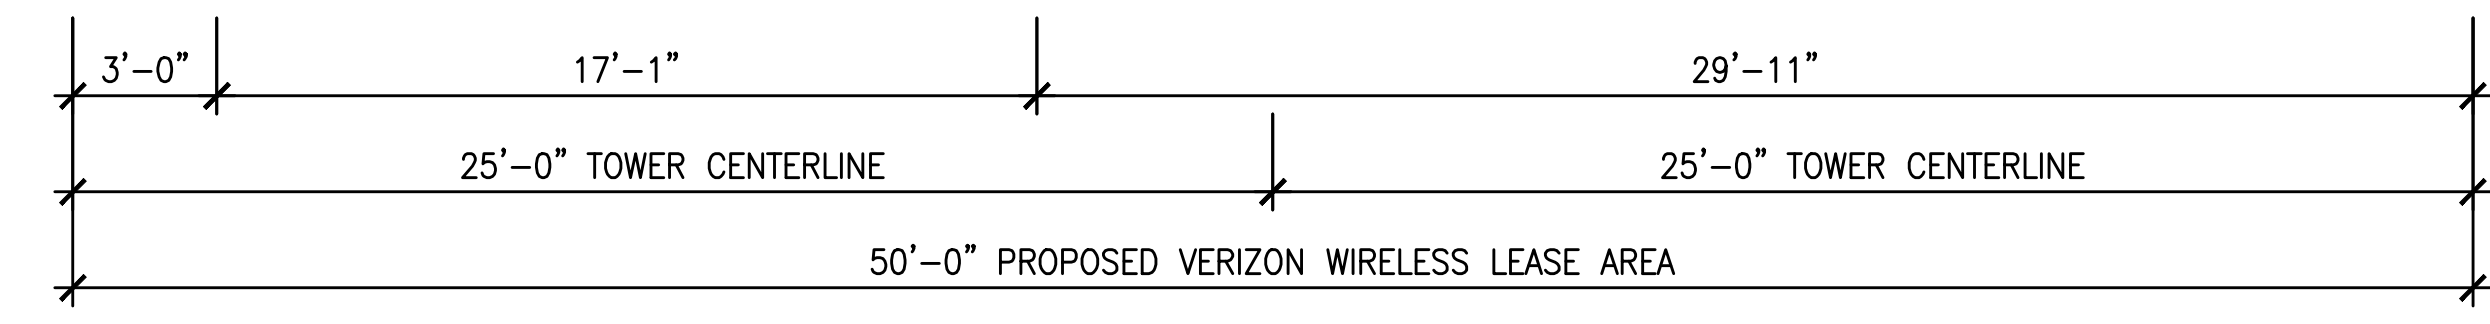 3'-0" 17'-1" 29'-11"
25'-0" TOWER CENTERLINE 25'-0" TOWER CENTERLINE
50'-0" PROPOSED VERIZON WIRELESS LEASE AREA